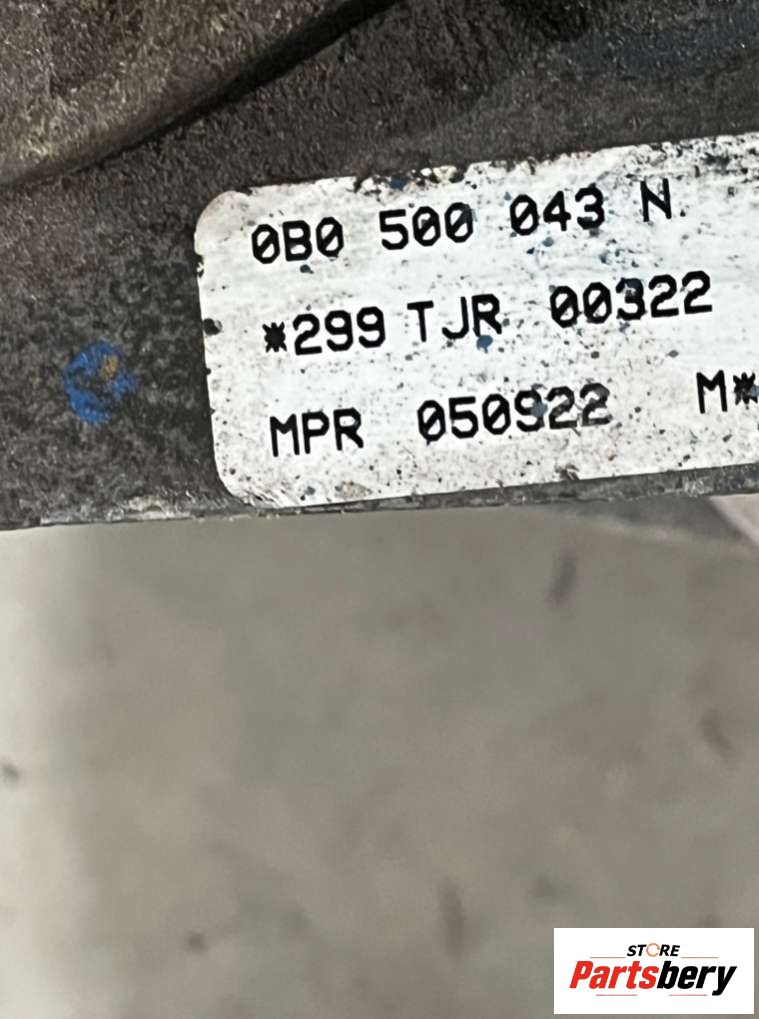 0B0 500 043 N
*299 TJR 00322
MPR 050922 M*
STORE
Partsbery